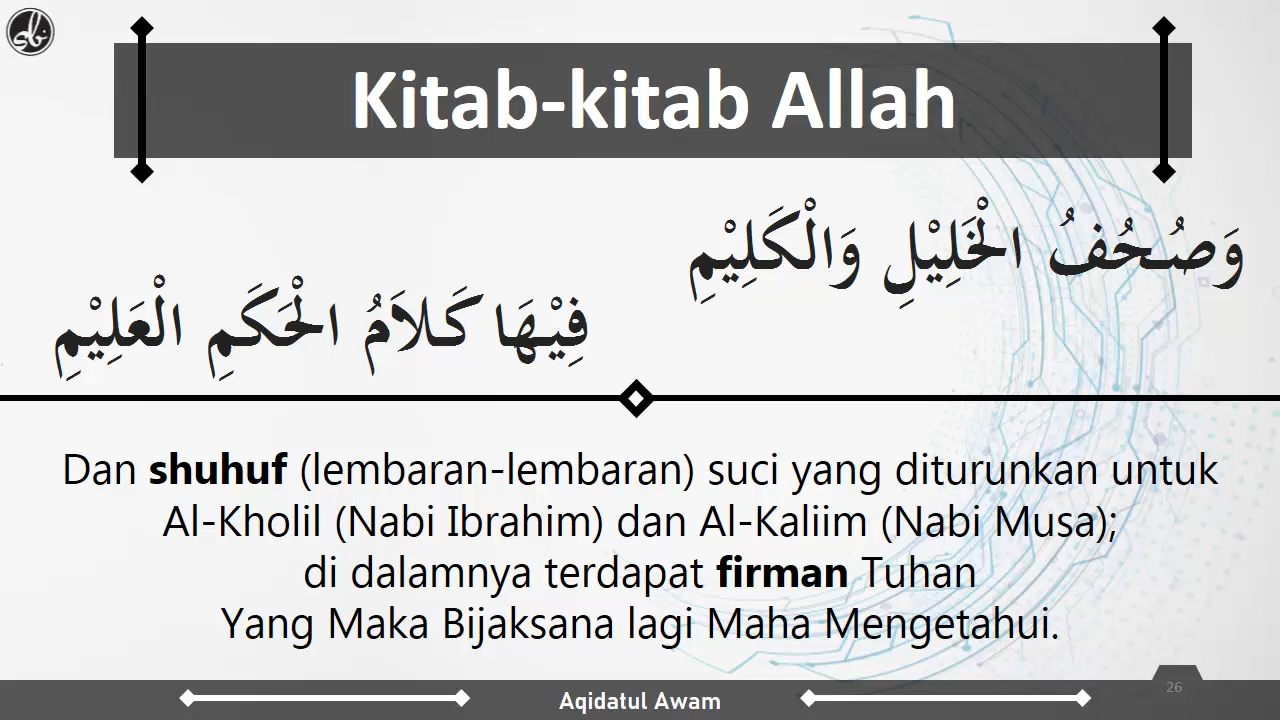 sbi
Kitab-kitab Allah
وَصُحُفُ الْخَلِيْلِ وَالْكَلِيْمِ
فِيْهَا كَلاَمُ الْحَكَمِ الْعَلِيْمِ
Dan shuhuf (lembaran-lembaran) suci yang diturunkan untuk
Al-Kholil (Nabi Ibrahim) dan Al-Kaliim (Nabi Musa);
di dalamnya terdapat firman Tuhan
Yang Maka Bijaksana lagi Maha Mengetahui.
26
Aqidatul Awam